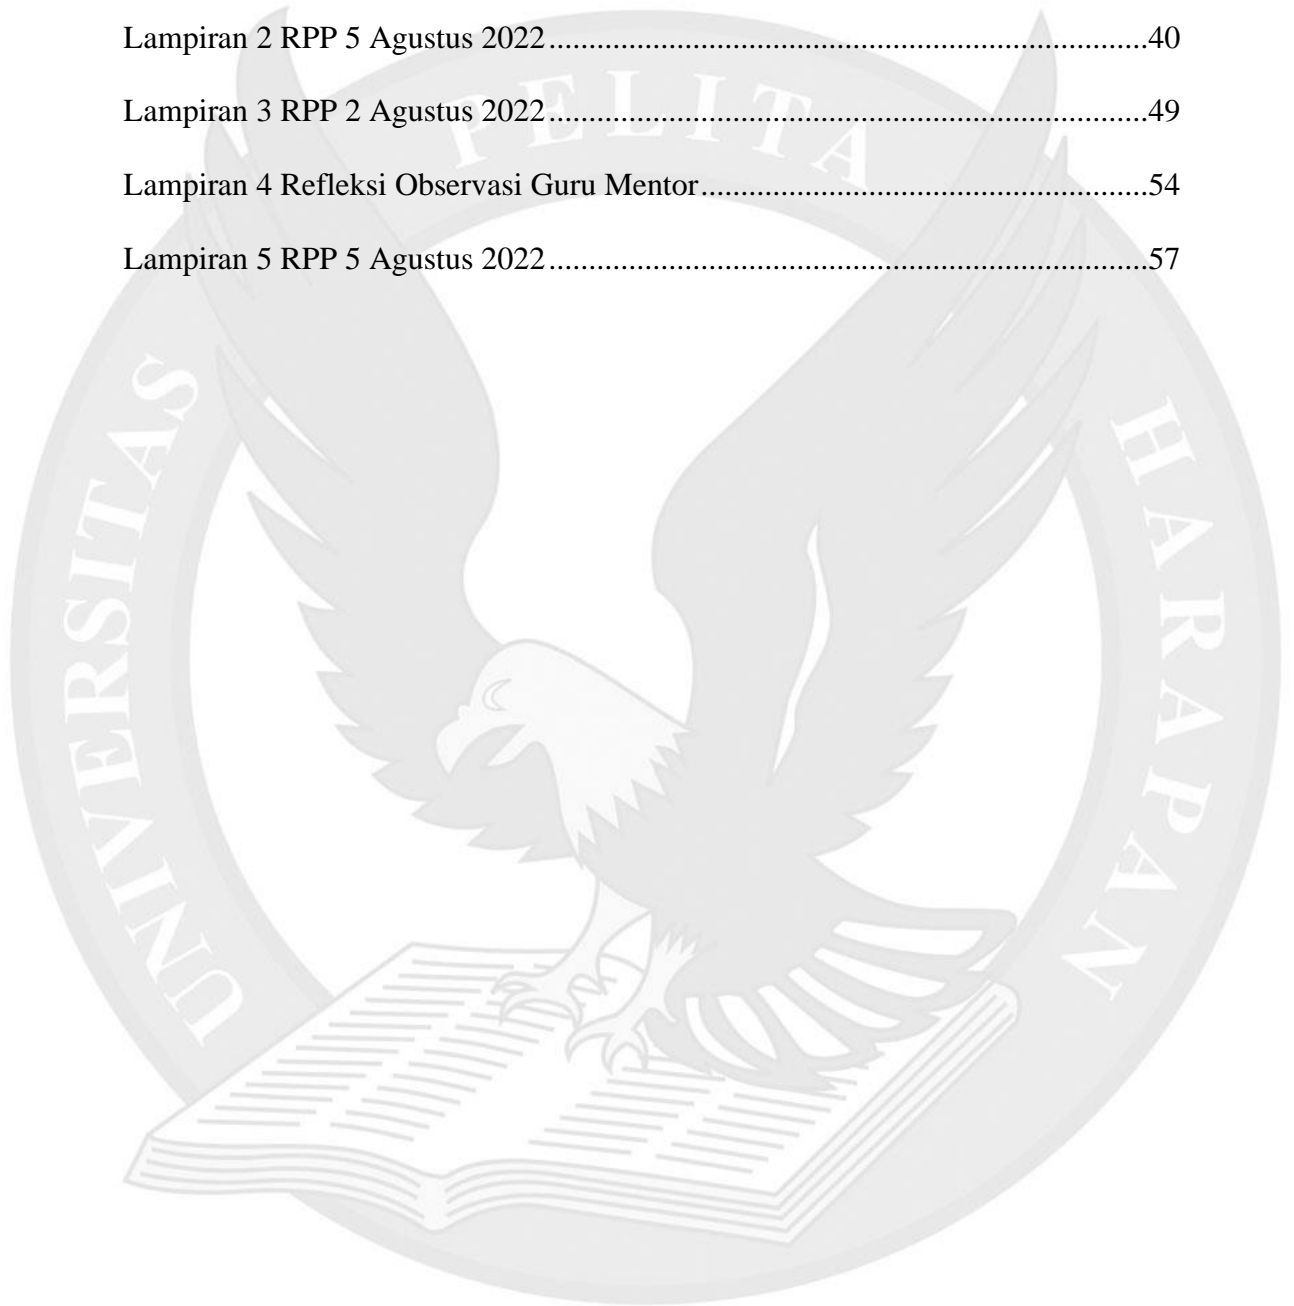 Lampiran 2 RPP 5 Agustus 2022...........................................................................40
Lampiran 3 RPP 2 Agustus 2022...........................................................................49
Lampiran 4 Refleksi Observasi Guru Mentor........................................................54
Lampiran 5 RPP 5 Agustus 2022...........................................................................57
UNIVERSITAS PELITA HARAPAN